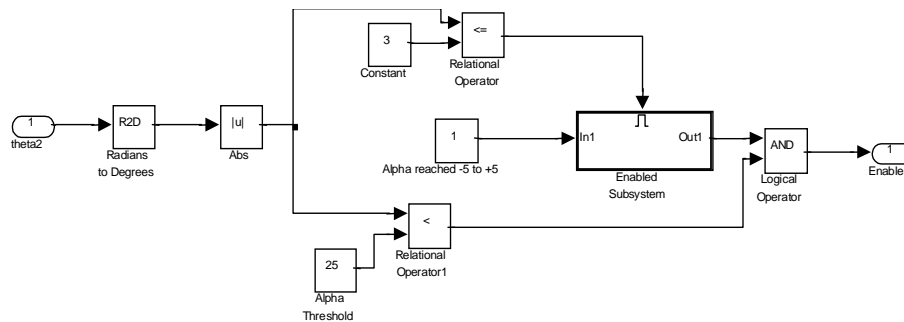 <=
3
Constant
Relational
Operator
1
theta2
R2D
Radians
to Degrees
|u|
Abs
1
Alpha reached -5 to +5
In1
Out1
Enabled
Subsystem
AND
Logical
Operator
1
Enable
<
Relational
Operator1
25
Alpha
Threshold